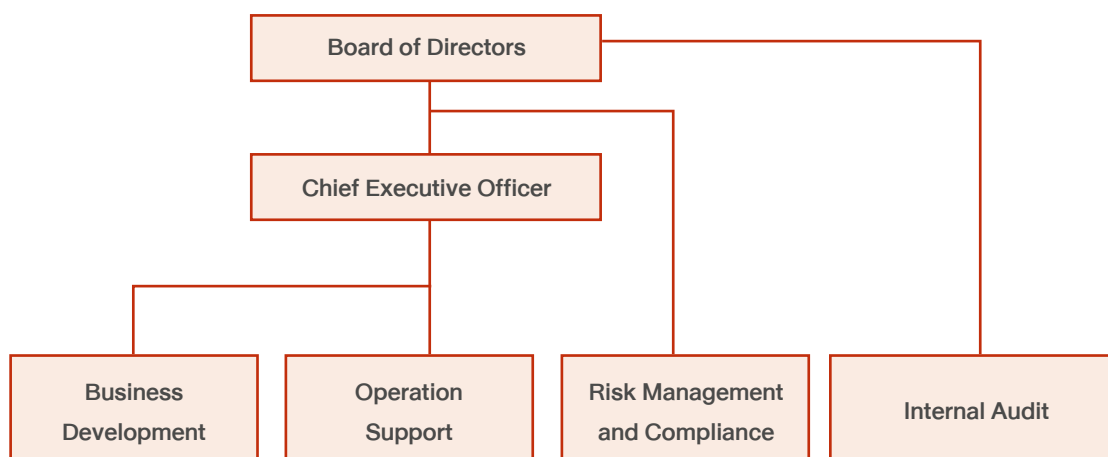 Board of Directors
Chief Executive Officer
Business
Development
Operation
Support
Risk Management
and Compliance
Internal Audit